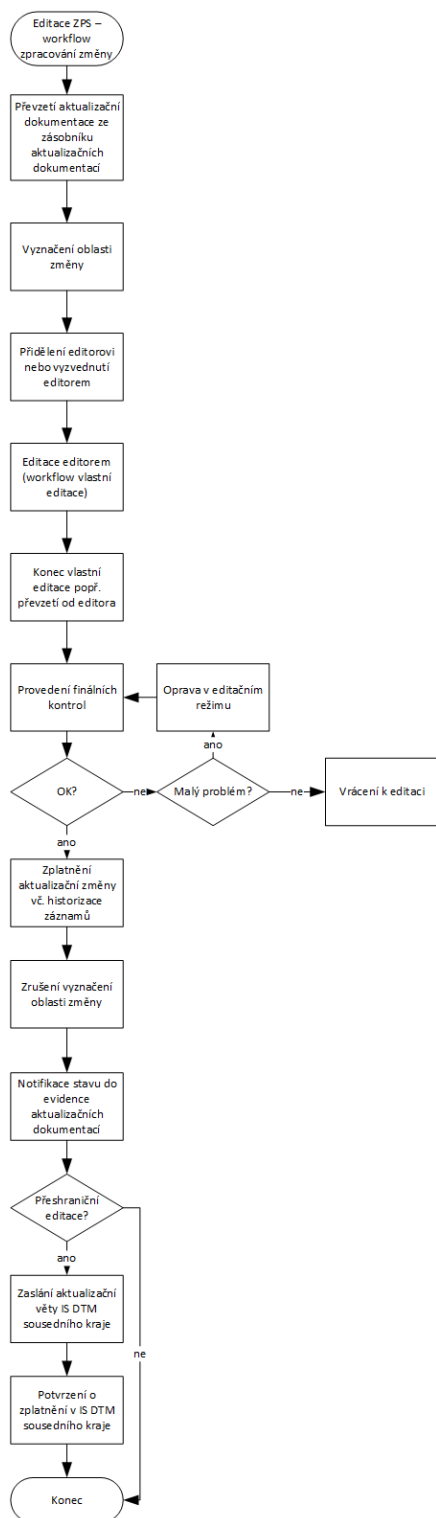 Editace ZPS –
workflow
zpracování změny
Převzetí aktualizační
dokumentace ze
zásobníku
aktualizačních
dokumentací
Vyznačení oblasti
změny
Přidělení editorovi
nebo vyzvednutí
editorem
Editace editorem
(workflow vlastní
editace)
Konec vlastní
editace popř.
převzetí od editora
Provedení finálních
kontrol
Oprava v editačním
režimu
ano
OK?
ne
Malý problém?
ne
Vrácení k editaci
ano
Zplatnění
aktualizační změny
vč. historizace
záznamů
Zrušení vyznačení
oblasti změny
Notifikace stavu do
evidence
aktualizačních
dokumentací
Přeshraniční
editace?
ano
Zaslání aktualizační
věty IS DTM
sousedního kraje
ne
Potvrzení o
zplatnění v IS DTM
sousedního kraje
Konec